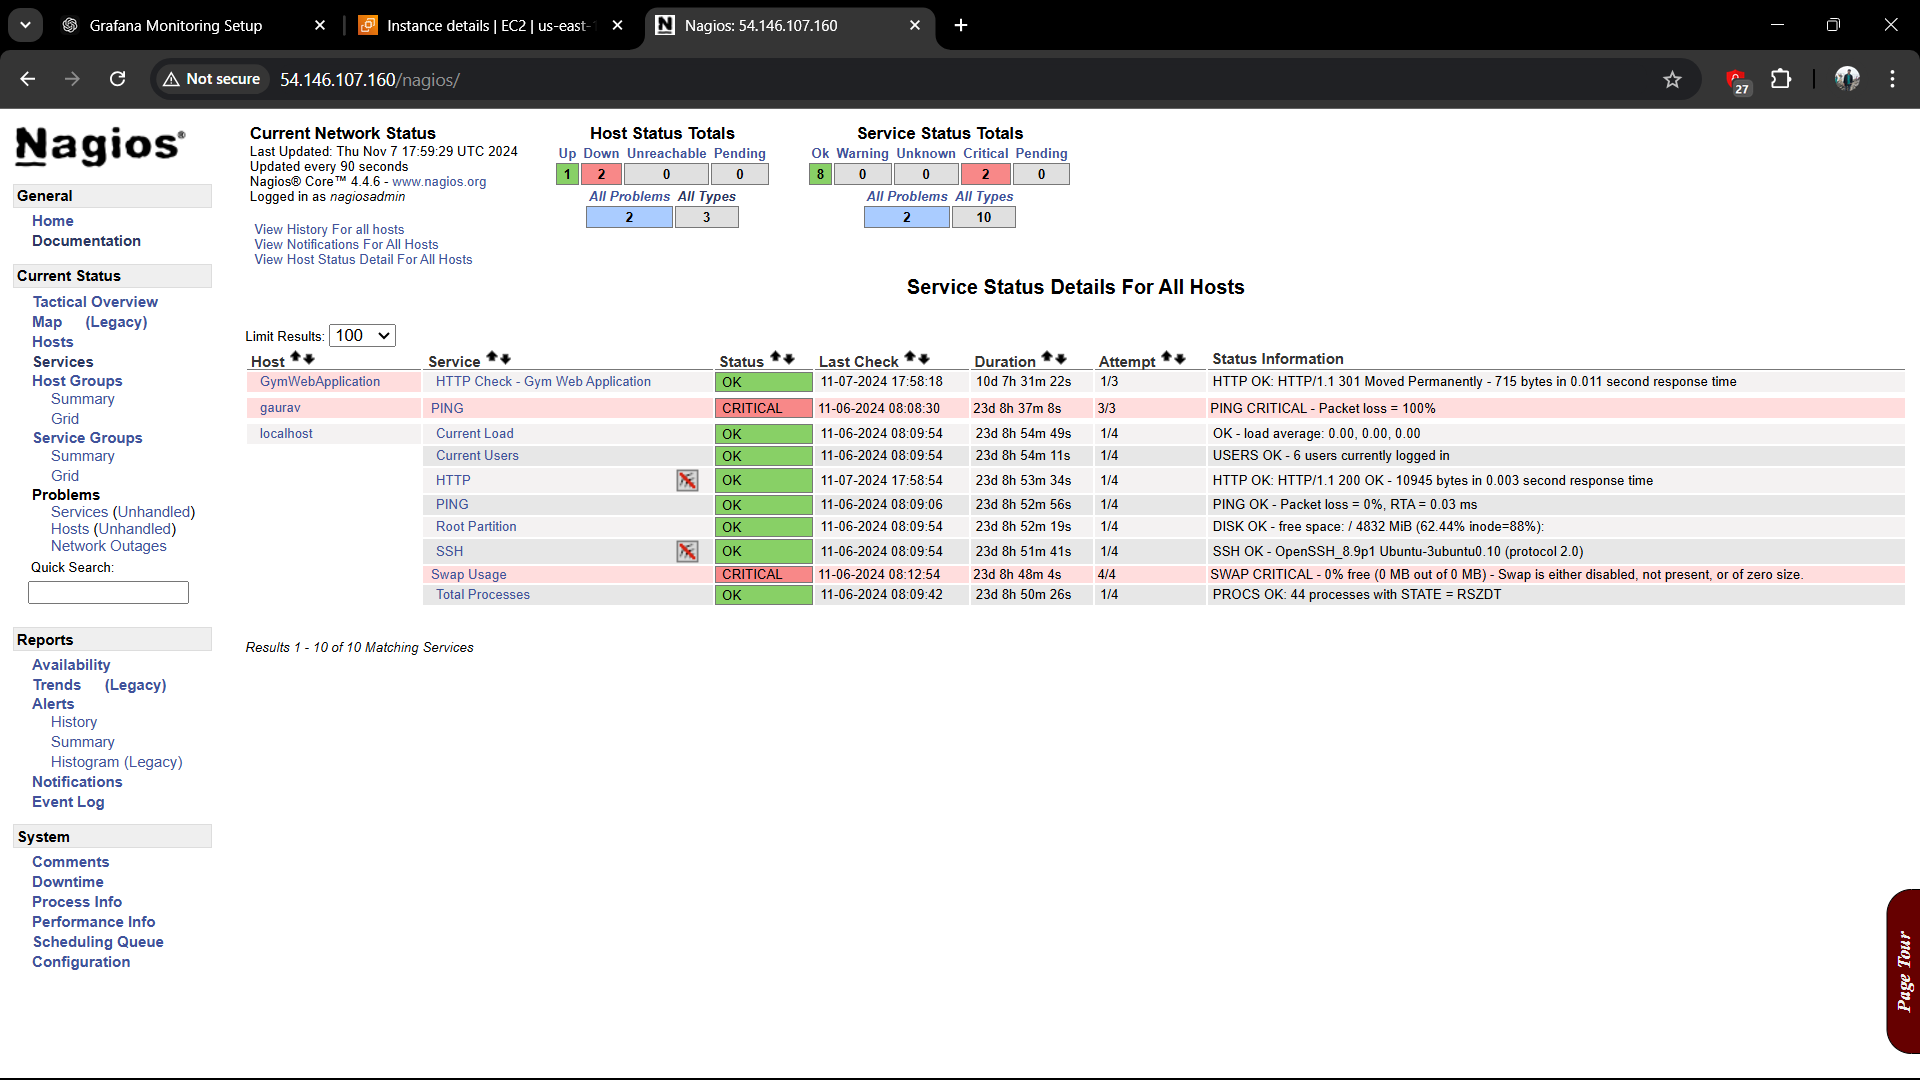 Grafana Monitoring Setup
Instance details | EC2 | us-east-1
Nagios: 54.146.107.160
Not secure
54.146.107.160/nagios/
27
Nagios®
General
Home
Documentation
Current Status
Tactical Overview
Map (Legacy)
Hosts
Services
Host Groups
Summary
Grid
Service Groups
Summary
Grid
Problems
Services (Unhandled)
Hosts (Unhandled)
Network Outages
Quick Search:
Reports
Availability
Trends (Legacy)
Alerts
History
Summary
Histogram (Legacy)
Notifications
Event Log
System
Comments
Downtime
Process Info
Performance Info
Scheduling Queue
Configuration
Current Network Status
Last Updated: Thu Nov 7 17:59:29 UTC 2024
Updated every 90 seconds
Nagios® Core™ 4.4.6 - www.nagios.org
Logged in as nagiosadmin
View History For all hosts
View Notifications For All Hosts
View Host Status Detail For All Hosts
Host Status Totals
Up Down Unreachable Pending
1 2 0 0
All Problems All Types
2 3
Service Status Totals
Ok Warning Unknown Critical Pending
8 0 0 2 0
All Problems All Types
2 10
Service Status Details For All Hosts
Limit Results: 100
Host Service Status Last Check Duration Attempt Status Information
GymWebApplication HTTP Check - Gym Web Application OK 11-07-2024 17:58:18 10d 7h 31m 22s 1/3 HTTP OK: HTTP/1.1 301 Moved Permanently - 715 bytes in 0.011 second response time
gaurav PING CRITICAL 11-06-2024 08:08:30 23d 8h 37m 8s 3/3 PING CRITICAL - Packet loss = 100%
localhost Current Load OK 11-06-2024 08:09:54 23d 8h 54m 49s 1/4 OK - load average: 0.00, 0.00, 0.00
Current Users OK 11-06-2024 08:09:54 23d 8h 54m 11s 1/4 USERS OK - 6 users currently logged in
HTTP OK 11-07-2024 17:58:54 23d 8h 53m 34s 1/4 HTTP OK: HTTP/1.1 200 OK - 10945 bytes in 0.003 second response time
PING OK 11-06-2024 08:09:06 23d 8h 52m 56s 1/4 PING OK - Packet loss = 0%, RTA = 0.03 ms
Root Partition OK 11-06-2024 08:09:54 23d 8h 52m 19s 1/4 DISK OK - free space: / 4832 MiB (62.44% inode=88%):
SSH OK 11-06-2024 08:09:54 23d 8h 51m 41s 1/4 SSH OK - OpenSSH_8.9p1 Ubuntu-3ubuntu0.10 (protocol 2.0)
Swap Usage CRITICAL 11-06-2024 08:12:54 23d 8h 48m 4s 4/4 SWAP CRITICAL - 0% free (0 MB out of 0 MB) - Swap is either disabled, not present, or of zero size.
Total Processes OK 11-06-2024 08:09:42 23d 8h 50m 26s 1/4 PROCS OK: 44 processes with STATE = RSZDT
Results 1 - 10 of 10 Matching Services
Page Tour